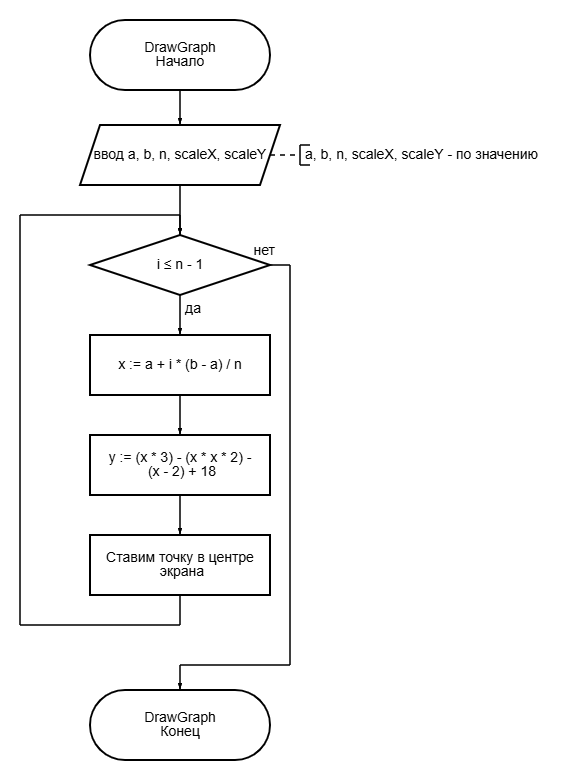 DrawGraph
Начало
ввод a, b, n, scaleX, scaleY
a, b, n, scaleX, scaleY - по значению
нет
i ≤ n - 1
да
x := a + i * (b - a) / n
y := (x * 3) - (x * x * 2) -
(x - 2) + 18
Ставим точку в центре
экрана
DrawGraph
Конец